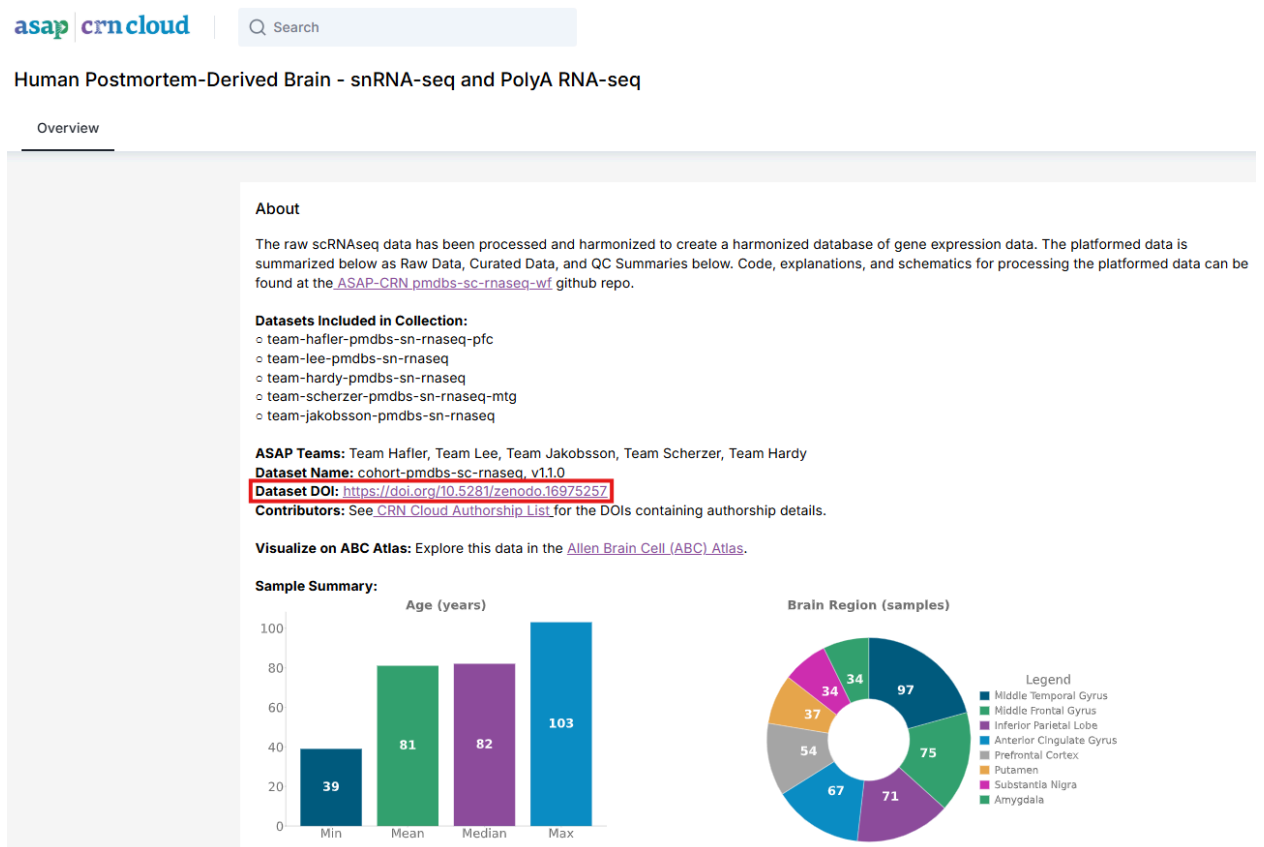 asap crn cloud
Search
Human Postmortem-Derived Brain - snRNA-seq and PolyA RNA-seq
Overview
About
The raw scRNAseq data has been processed and harmonized to create a harmonized database of gene expression data. The platformed data is
summarized below as Raw Data, Curated Data, and QC Summaries below. Code, explanations, and schematics for processing the platformed data can be
found at the ASAP-CRN pmdbs-sc-rnaseq-wf github repo.
Datasets Included in Collection:
○ team-hafler-pmdbs-sn-rnaseq-pfc
○ team-lee-pmdbs-sn-rnaseq
○ team-hardy-pmdbs-sn-rnaseq
○ team-scherzer-pmdbs-sn-rnaseq-mtg
○ team-jakobsson-pmdbs-sn-rnaseq
ASAP Teams: Team Hafler, Team Lee, Team Jakobsson, Team Scherzer, Team Hardy
Dataset Name: cohort-pmdbs-sc-rnaseq, v1.1.0
Dataset DOI: https://doi.org/10.5281/zenodo.16975257
Contributors: See CRN Cloud Authorship List for the DOIs containing authorship details.
Visualize on ABC Atlas: Explore this data in the Allen Brain Cell (ABC) Atlas.
Sample Summary:
Age (years)
100
80
60
40
20
0
39
81
82
103
Min Mean Median Max
Brain Region (samples)
97
75
71
67
54
37
34
34
Legend
Middle Temporal Gyrus
Middle Frontal Gyrus
Inferior Parietal Lobe
Anterior Cingulate Gyrus
Prefrontal Cortex
Putamen
Substantia Nigra
Amygdala